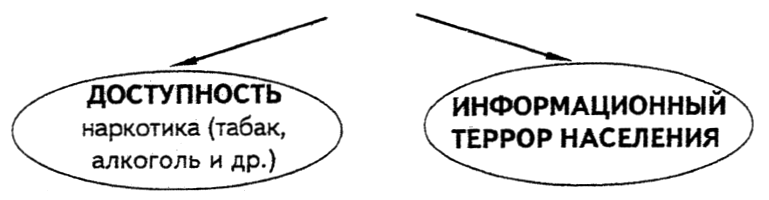 ДОСТУПНОСТЬ
наркотика (табак,
алкоголь и др.)
ИНФОРМАЦИОННЫЙ
ТЕРРОР НАСЕЛЕНИЯ